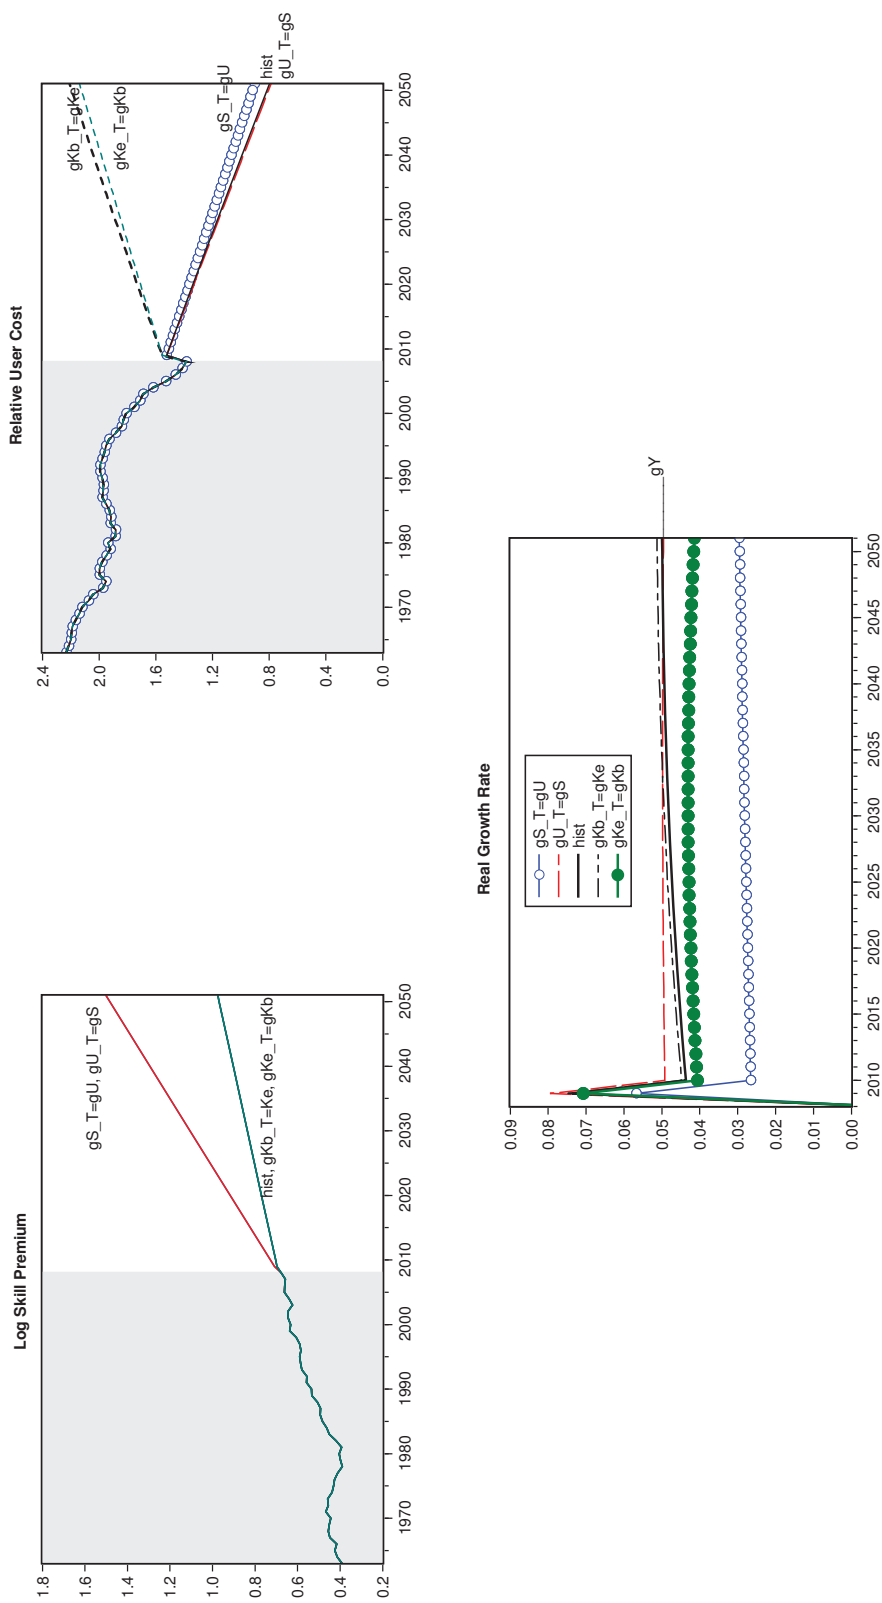 Log Skill Premium
1.8
1.6
1.4
1.2
1.0
0.8
0.6
0.4
0.2
gS_T=gU, gU_T=gS
hist, gKb_T=Ke, gKe_T=gKb
1970 1980 1990 2000 2010 2020 2030 2040 2050
Relative User Cost
2.4
2.0
1.6
1.2
0.8
0.4
0.0
gKb_T=gKe
gKe_T=gKb
gS_T=gU
hist
gU_T=gS
1970 1980 1990 2000 2010 2020 2030 2040 2050
Real Growth Rate
0.09
0.08
0.07
0.06
0.05
0.04
0.03
0.02
0.01
0.00
gS_T=gU
gU_T=gS
hist
gKb_T=gKe
gKe_T=gKb
gY
2010 2015 2020 2025 2030 2035 2040 2045 2050